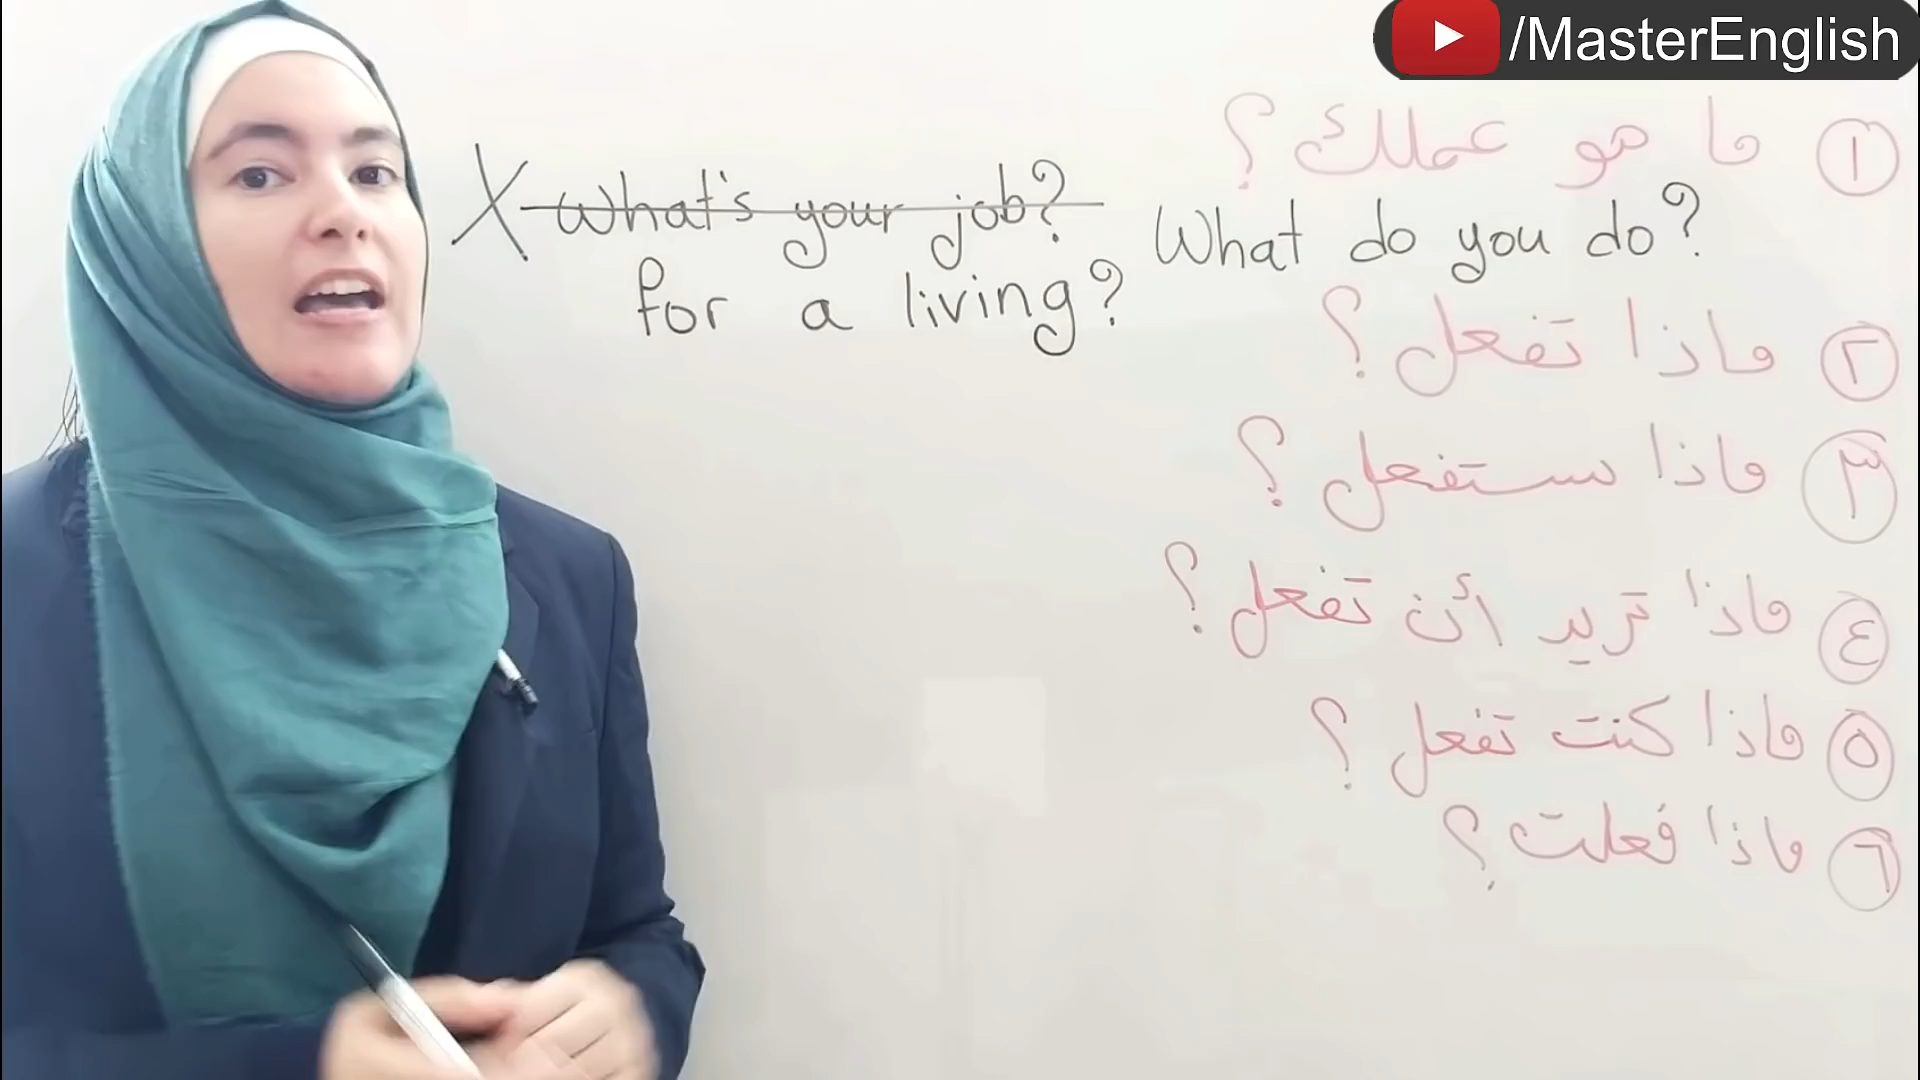 /MasterEnglish
١ ما هو عملك؟
X What's your job? What do you do?
for a living?
٢ ماذا تفعل؟
٣ ماذا ستفعل؟
٤ ماذا تريد أن تفعل؟
٥ ماذا كنت تفعل؟
٦ ماذا فعلت؟